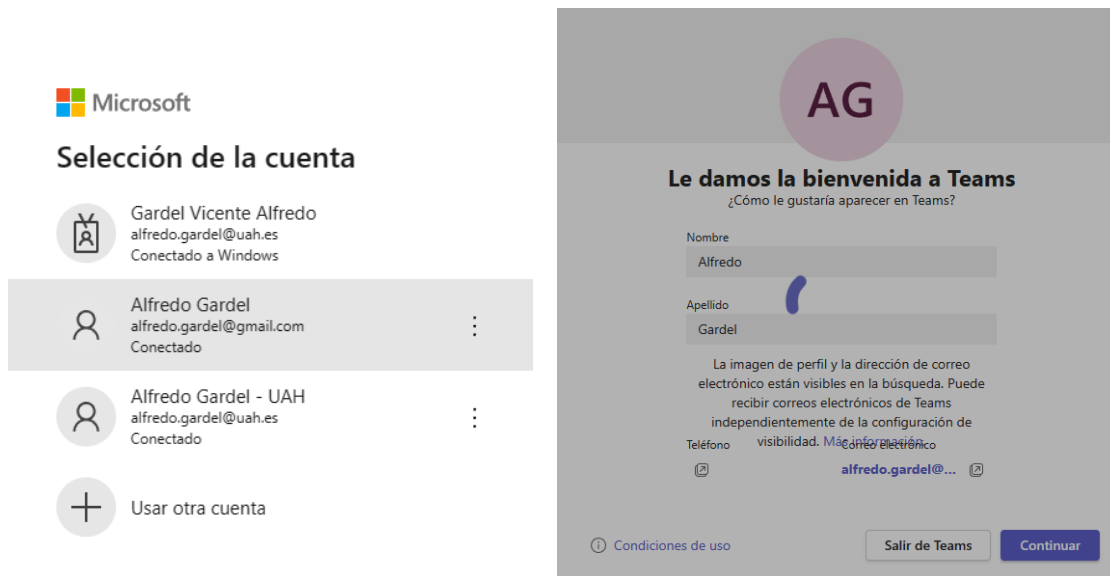 Microsoft
Selección de la cuenta
Gardel Vicente Alfredo
alfredo.gardel@uah.es
Conectado a Windows
Alfredo Gardel
alfredo.gardel@gmail.com
Conectado
Alfredo Gardel - UAH
alfredo.gardel@uah.es
Conectado
Usar otra cuenta
AG
Le damos la bienvenida a Teams
¿Cómo le gustaría aparecer en Teams?
Nombre
Alfredo
Apellido
Gardel
La imagen de perfil y la dirección de correo
electrónico están visibles en la búsqueda. Puede
recibir correos electrónicos de Teams
independientemente de la configuración de
visibilidad. Más información.
Teléfono
Correo electrónico
alfredo.gardel@...
Condiciones de uso
Salir de Teams
Continuar